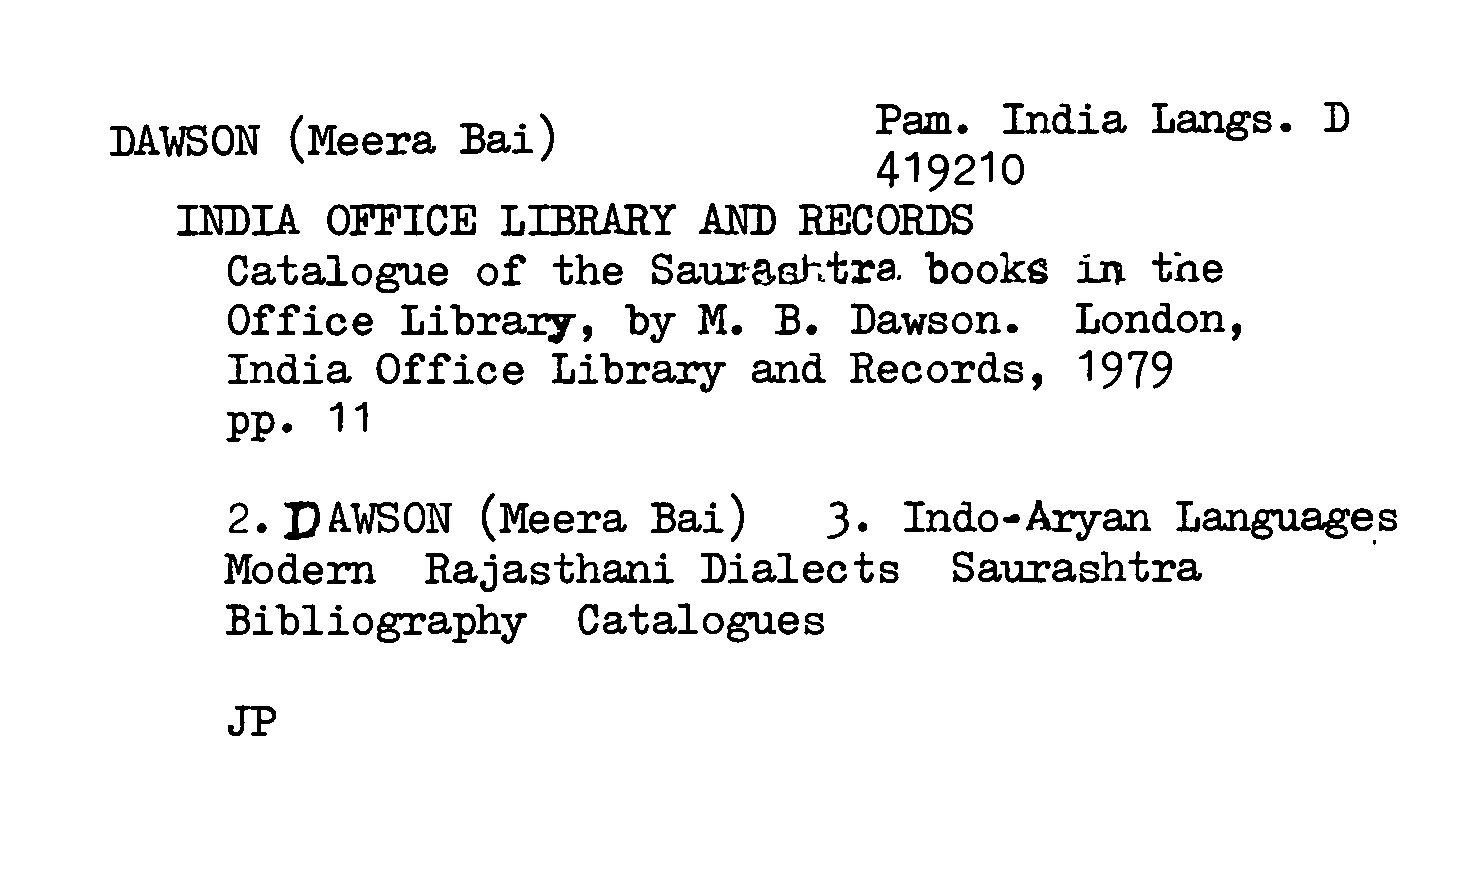 DAWSON (Meera Bai)
Pam. India Langs. D
419210
INDIA OFFICE LIBRARY AND RECORDS
Catalogue of the Saurashtra books in the
Office Library, by M. B. Dawson. London,
India Office Library and Records, 1979
pp. 11
2. DAWSON (Meera Bai) 3. Indo-Aryan Languages
Modern Rajasthani Dialects Saurashtra
Bibliography Catalogues
JP